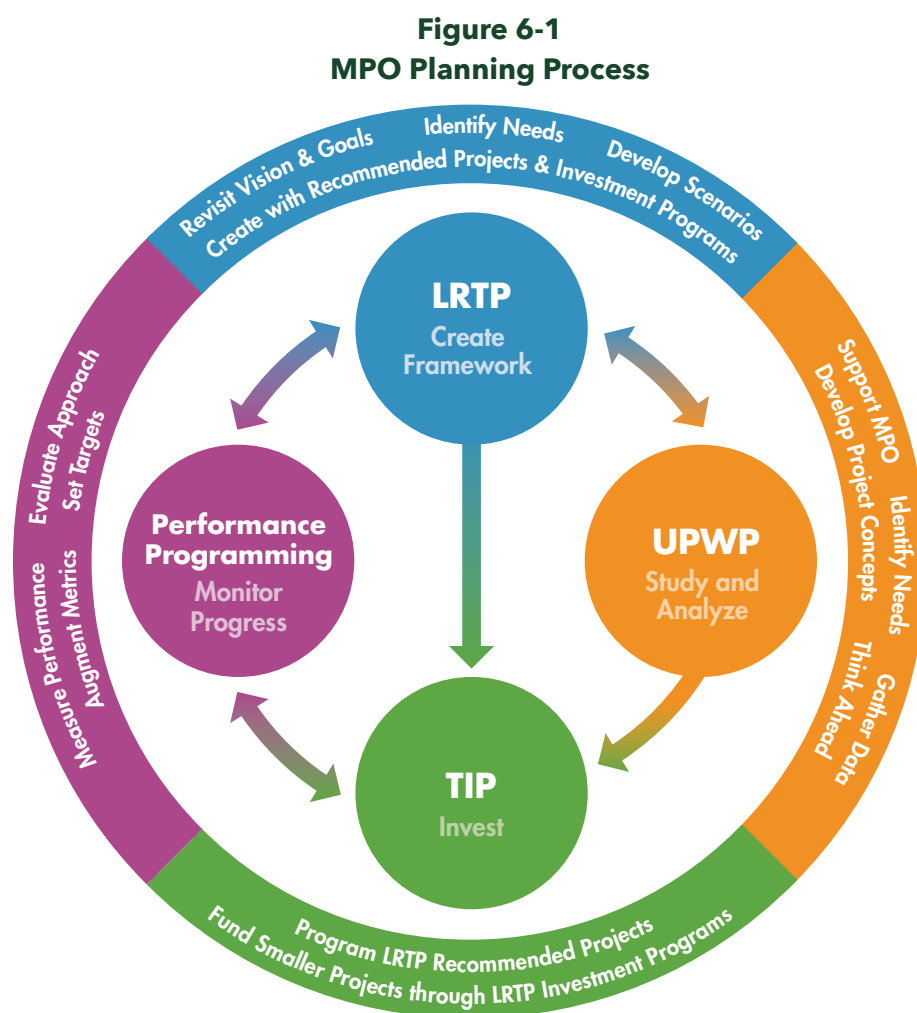 Figure 6-1
MPO Planning Process
Revisit Vision & Goals
Identify Needs
Develop Scenarios
Create with Recommended Projects & Investment Programs
LRTP
Create
Framework
Evaluate Approach
Set Targets
Measure Performance
Augment Metrics
Performance
Programming
Monitor
Progress
UPWP
Study and
Analyze
Support MPO
Develop Project Concepts
Identify Needs
Gather Data
Think Ahead
TIP
Invest
Program LRTP Recommended Projects
Fund Smaller Projects through LRTP Investment Programs